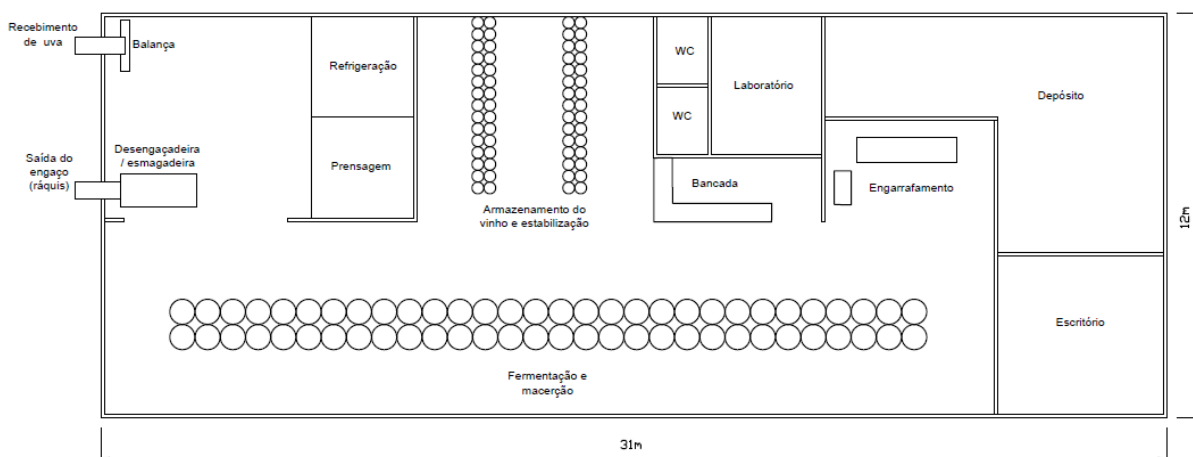 Recebimento
de uva
Balança
Refrigeração
WC
Laboratório
Depósito
WC
Saída do
engaço
(ráquis)
Desengaçadeira
/ esmagadeira
Prensagem
Bancada
Engarrafamento
Armazenamento do
vinho e estabilização
12m
Escritório
Fermentação e
macerção
31m